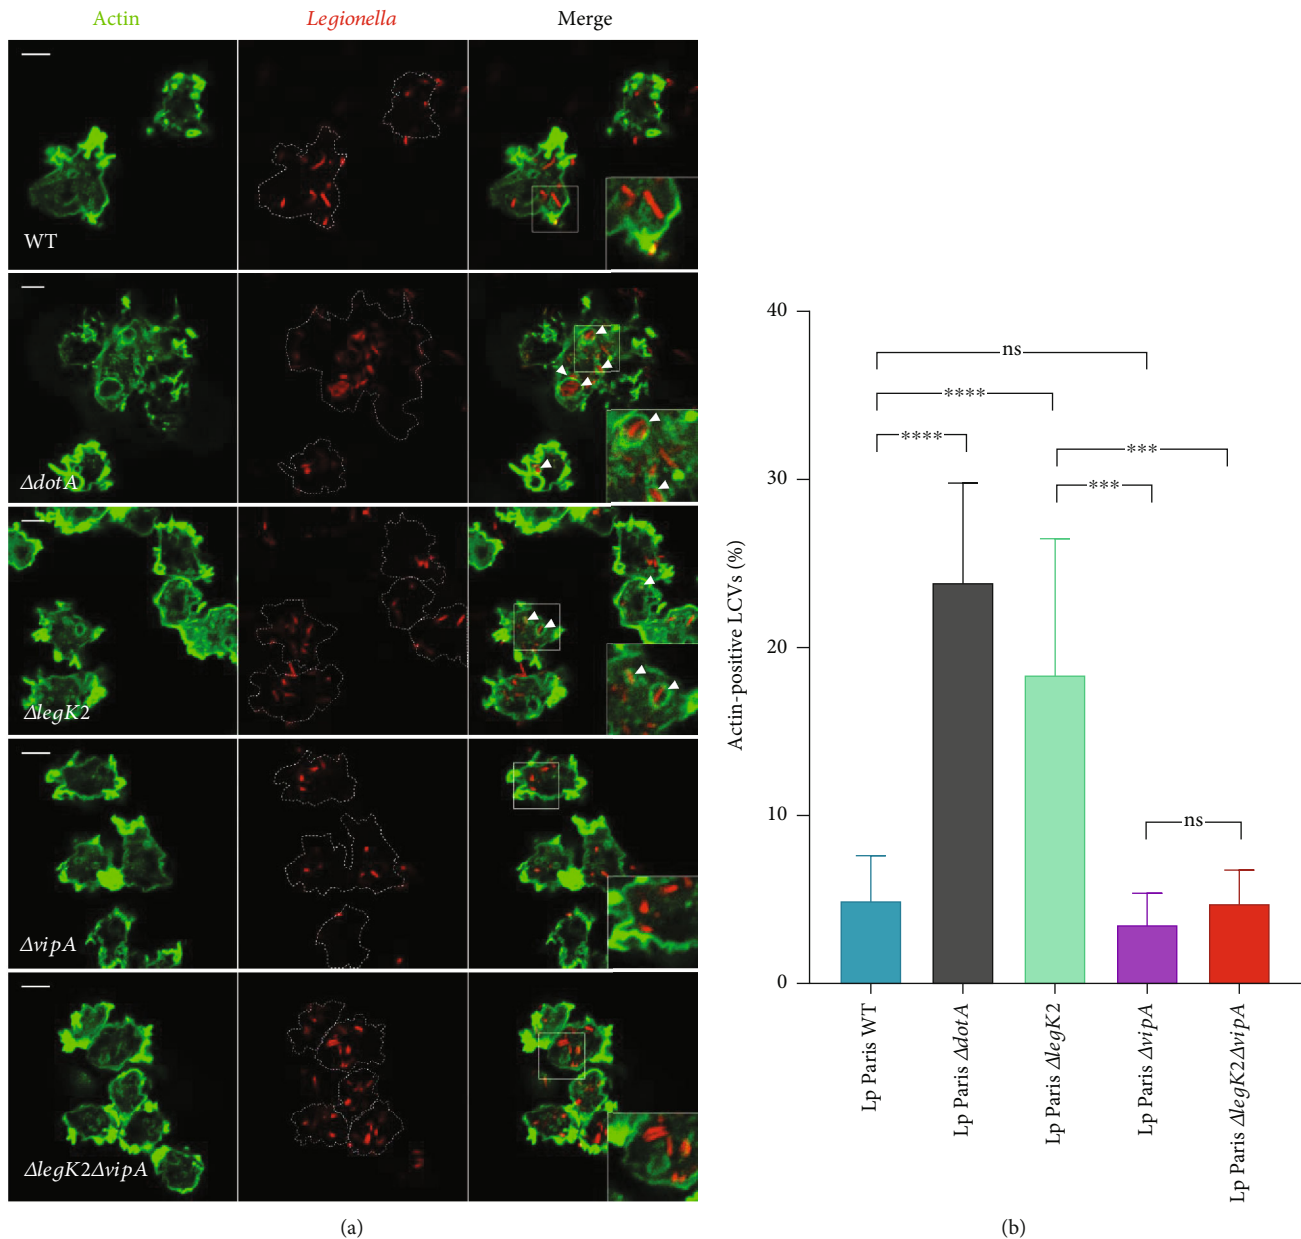 Actin Legionella Merge
WT
ΔdotA
ΔlegK2
ΔvipA
ΔlegK2ΔvipA
(a)
Actin-positive LCVs (%)
40
30
20
10
0
ns
****
****
***
***
ns
Lp Paris WT
Lp Paris ΔdotA
Lp Paris ΔlegK2
Lp Paris ΔvipA
Lp Paris ΔlegK2ΔvipA
(b)